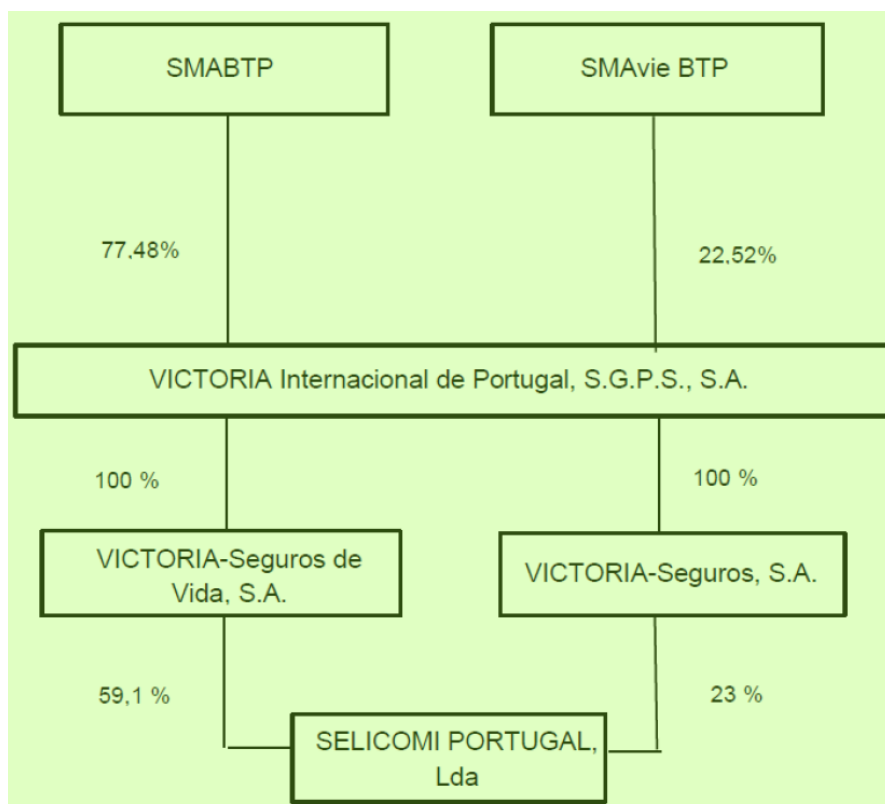 SMABTP
SMAvie BTP
77,48%
22,52%
VICTORIA Internacional de Portugal, S.G.P.S., S.A.
100 %
100 %
VICTORIA-Seguros de
Vida, S.A.
VICTORIA-Seguros, S.A.
59,1 %
23 %
SELICOMI PORTUGAL,
Lda